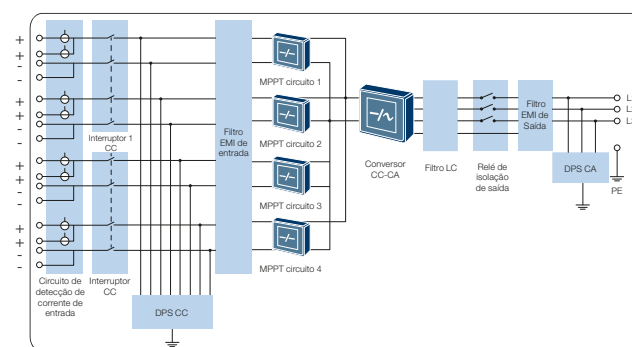 +
+
-
-
+
+
-
-
+
+
-
-
+
+
-
-
Circuito de
detecção de
corrente de
entrada
Interruptor 1
CC
Interruptor
CC
DPS CC
Filtro
EMI de
entrada
MPPT circuito 1
MPPT circuito 2
MPPT circuito 3
MPPT circuito 4
Conversor
CC-CA
Filtro LC
Relé de
isolação
de saída
Filtro
EMI de
Saída
DPS CA
L
L
L
PE